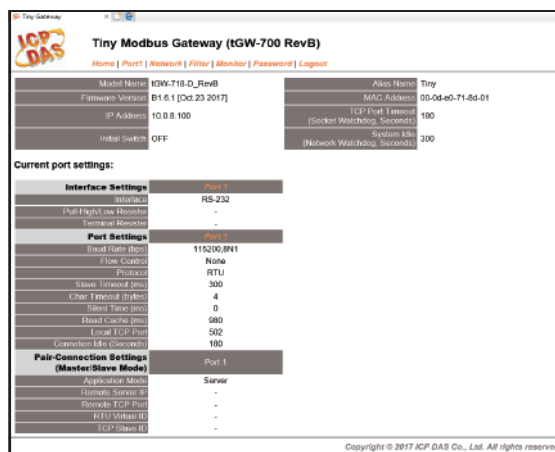 Tiny Gateway
ICP DAS
Tiny Modbus Gateway (tGW-700 RevB)
Home | Port1 | Network | Filter | Monitor | Password | Logout
Model Name tGW-718-D_RevB Alias Name Tiny
Firmware Version B1.6.1 [Oct.23 2017] MAC Address 00-0d-e0-71-8d-01
IP Address 10.0.8.100 TCP Port Timeout (Socket Watchdog, Seconds) 180
Initial Switch OFF System Idle (Network Watchdog, Seconds) 300
Current port settings:
Interface Settings Port 1
Interface RS-232
Pull-High/Low Resister -
Terminal Resister -
Port Settings Port 1
Baud Rate (bps) 115200,8N1
Flow Control None
Protocol RTU
Slave Timeout (ms) 300
Char Timeout (bytes) 4
Silent Time (ms) 0
Read Cache (ms) 980
Local TCP Port 502
Connetion Idle (Seconds) 180
Pair-Connection Settings (Master/Slave Mode) Port 1
Application Mode Server
Remote Server IP -
Remote TCP Port -
RTU Virtual ID -
TCP Slave ID -
Copyright © 2017 ICP DAS Co., Ltd. All rights reserve